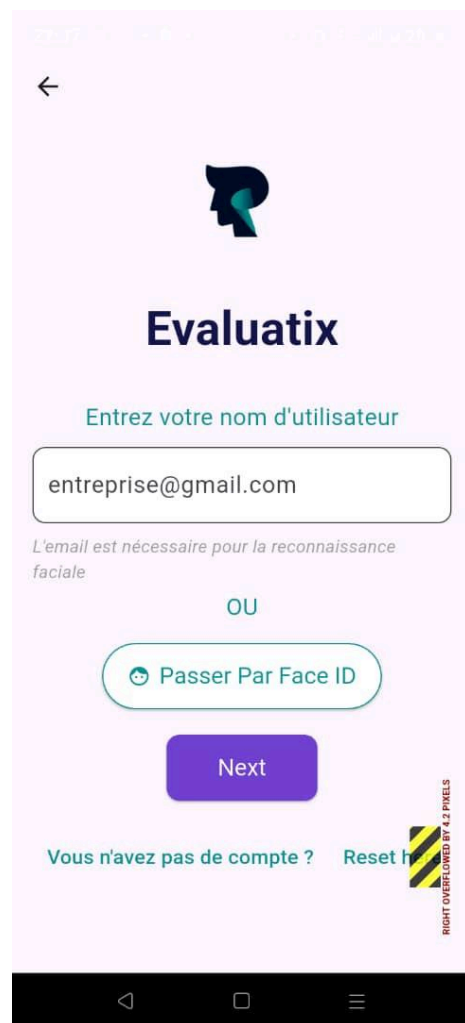 Evaluatix
Entrez votre nom d'utilisateur
entreprise@gmail.com
L'email est nécessaire pour la reconnaissance
faciale
OU
Passer Par Face ID
Next
Vous n'avez pas de compte ? Reset here
RIGHT OVERFLOWED BY 4.2 PIXELS